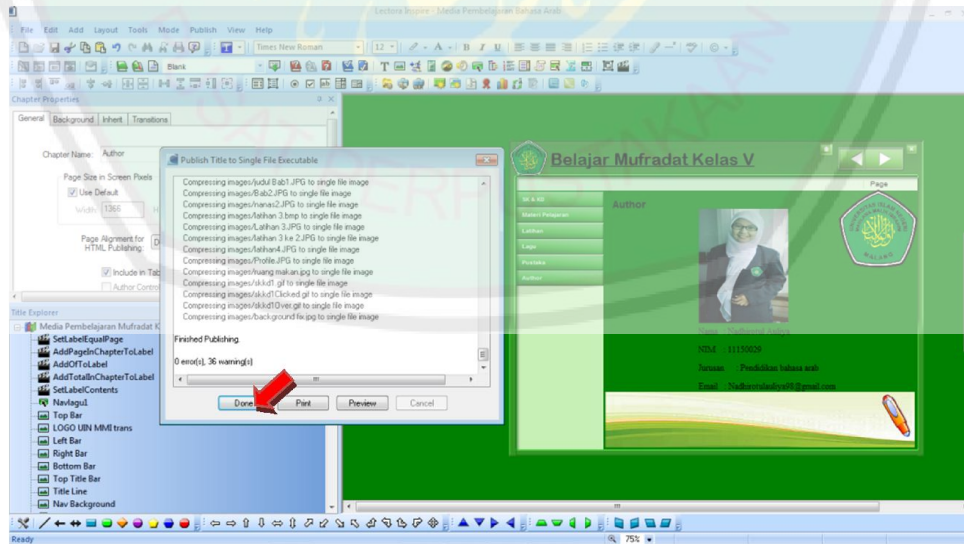 Lectora Inspire - Media Pembelajaran Bahasa Arab
File Edit Add Layout Tools Mode Publish View Help
Times New Roman 12
Blank
Chapter Properties
General Background Inherit Transitions
Chapter Name: Author
Page Size in Screen Pixels
Use Default
Width: 1366
Page Alignment for
HTML Publishing:
Include in Tab
Author Control
Title Explorer
Media Pembelajaran Mufradat K
SetLabelEqualPage
AddPageInChapterToLabel
AddOfToLabel
AddTotalInChapterToLabel
SetLabelContents
Navlagu1
Top Bar
LOGO UIN MMI trans
Left Bar
Right Bar
Bottom Bar
Top Title Bar
Title Line
Nav Background
Publish Title to Single File Executable
Compressing images/judul Bab1.JPG to single file image
Compressing images/Bab2.JPG to single file image
Compressing images/nanas2.JPG to single file image
Compressing images/latihan 3.bmp to single file image
Compressing images/Latihan 3.JPG to single file image
Compressing images/latihan 3 ke 2.JPG to single file image
Compressing images/latihan4.JPG to single file image
Compressing images/Profile.JPG to single file image
Compressing images/ruang makan.jpg to single file image
Compressing images/skkd1.gif to single file image
Compressing images/skkd1Clicked.gif to single file image
Compressing images/skkd1Over.gif to single file image
Compressing images/background fix.jpg to single file image
Finished Publishing.
0 error(s), 36 warning(s)
Done Print Preview Cancel
Belajar Mufradat Kelas V
Page
SK & KD
Materi Pelajaran
Latihan
Lagu
Pustaka
Author
Author
MALANG
NIM : 11150029
Jurusan : Pendidikan bahasa arab
PUSAT PERPUSTAKAAN
Ready
75%